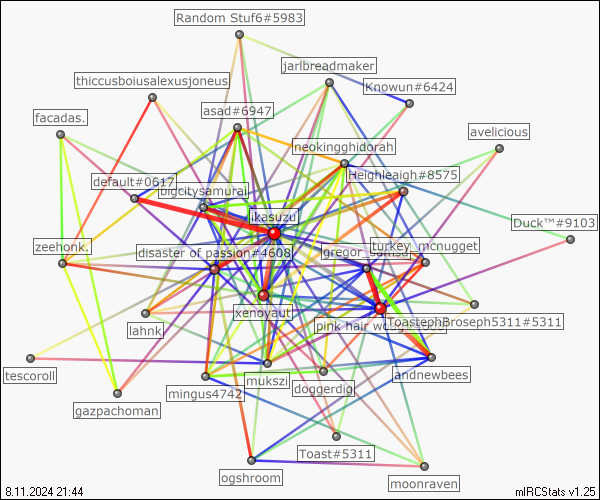 Random Stuf6#5983
jarlbreadmaker
thiccusboiusalexusjoneus
Knowun#6424
asad#6947
facadas.
avelicious
neokingghidorah
Heighleaigh#8575
default#0617
bigcitysamurai
ikasuzu
Duck™#9103
zeehonk.
turkey_mcnugget
disaster of passion#4608
gregor_samsa
xenoyaut
ToastephBroseph5311#5311
pink hair
lahnk
tescoroll
mukszi
andnewbees
doggerdig
mingus4742
gazpachoman
Toast#5311
ogshroom
moonraven
8.11.2024 21:44
mIRCStats v1.25